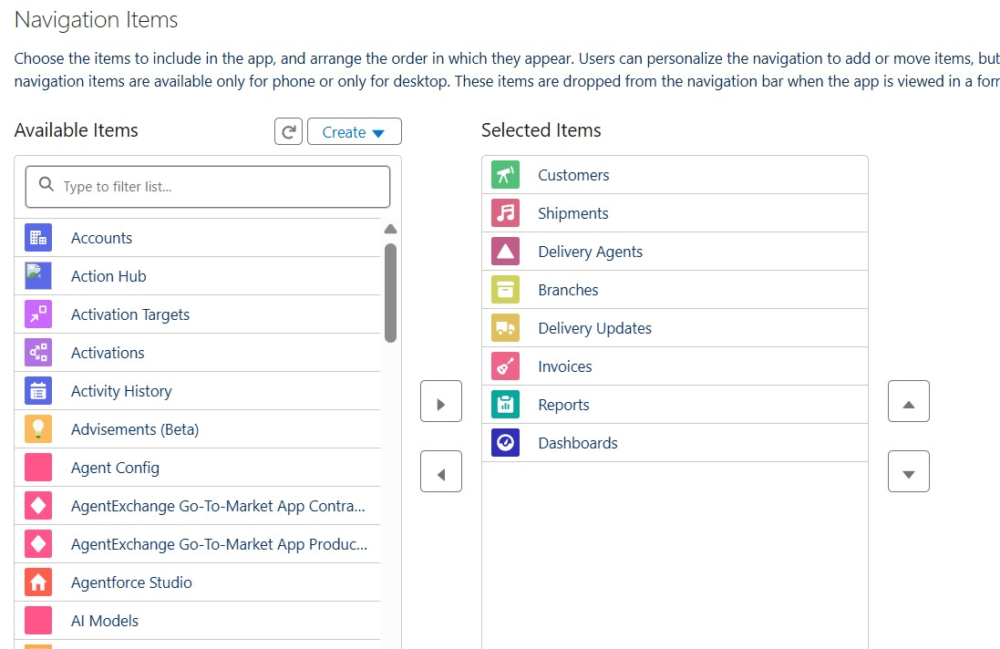 Navigation Items
Choose the items to include in the app, and arrange the order in which they appear. Users can personalize the navigation to add or move items, but
navigation items are available only for phone or only for desktop. These items are dropped from the navigation bar when the app is viewed in a
Available Items
Create
Type to filter list...
Accounts
Action Hub
Activation Targets
Activations
Activity History
Advisements (Beta)
Agent Config
AgentExchange Go-To-Market App Contra...
AgentExchange Go-To-Market App Produc...
Agentforce Studio
AI Models
Selected Items
Customers
Shipments
Delivery Agents
Branches
Delivery Updates
Invoices
Reports
Dashboards